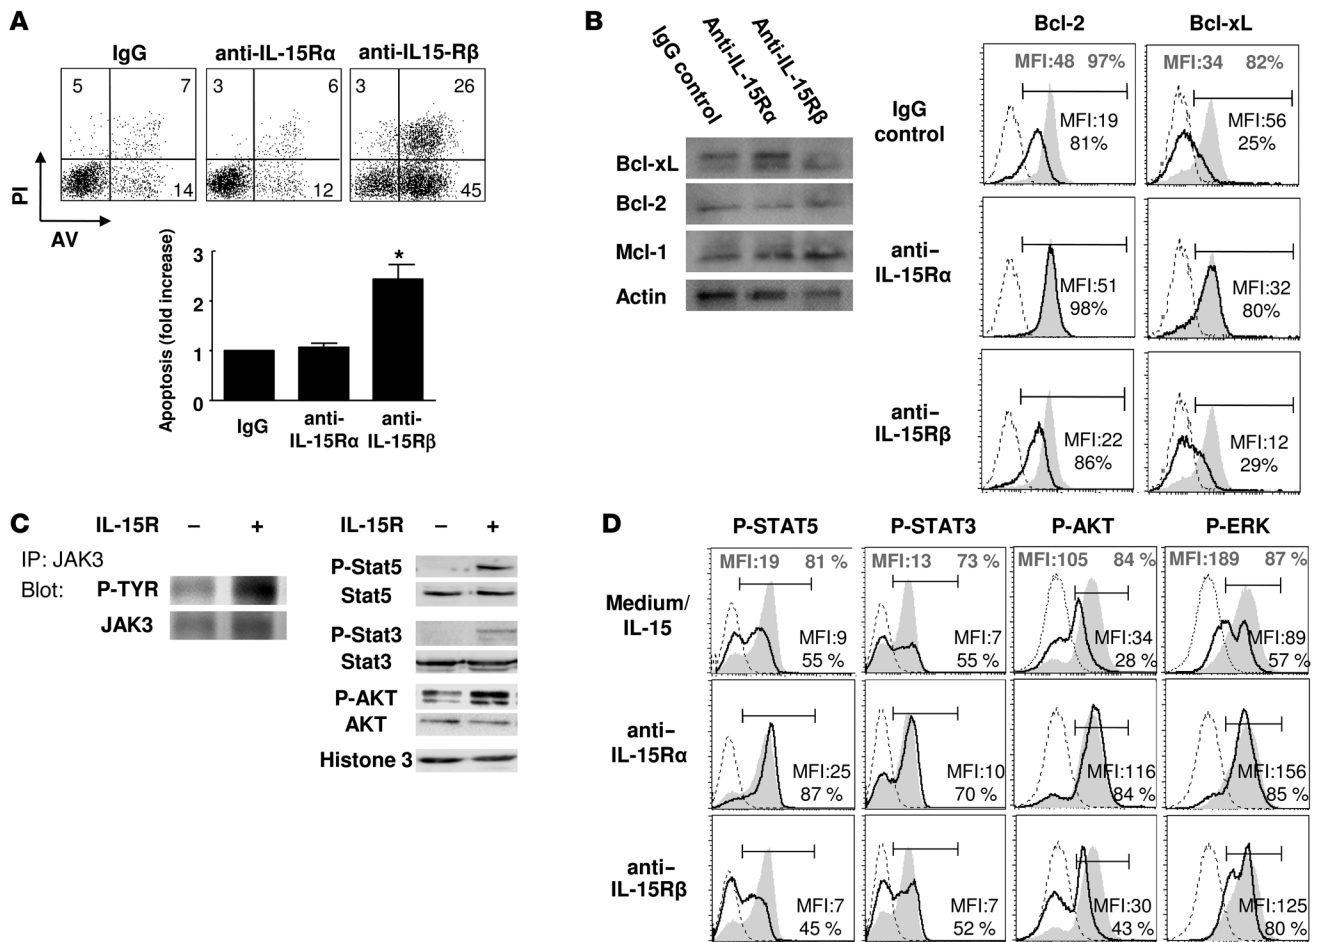 A
IgG
anti-IL-15Rα
anti-IL15-Rβ
5
7
14
3
6
12
3
26
45
PI
AV
Apoptosis (fold increase)
3
2
1
0
*
IgG
anti-
IL-15Rα
anti-
IL-15Rβ
B
IgG control
Anti-IL-15Rα
Anti-IL-15Rβ
Bcl-xL
Bcl-2
Mcl-1
Actin
Bcl-2
Bcl-xL
IgG
control
MFI:48 97%
MFI:19
81%
MFI:34 82%
MFI:56
25%
anti–
IL-15Rα
MFI:51
98%
MFI:32
80%
anti–
IL-15Rβ
MFI:22
86%
MFI:12
29%
C
IL-15R – +
IP: JAK3
Blot: P-TYR
JAK3
IL-15R – +
P-Stat5
Stat5
P-Stat3
Stat3
P-AKT
AKT
Histone 3
D
P-STAT5 P-STAT3 P-AKT P-ERK
Medium/
IL-15
MFI:19 81 %
MFI:9
55 %
MFI:13 73 %
MFI:7
55 %
MFI:105 84 %
MFI:34
28 %
MFI:189 87 %
MFI:89
57 %
anti–
IL-15Rα
MFI:25
87 %
MFI:10
70 %
MFI:116
84 %
MFI:156
85 %
anti–
IL-15Rβ
MFI:7
45 %
MFI:7
52 %
MFI:30
43 %
MFI:125
80 %